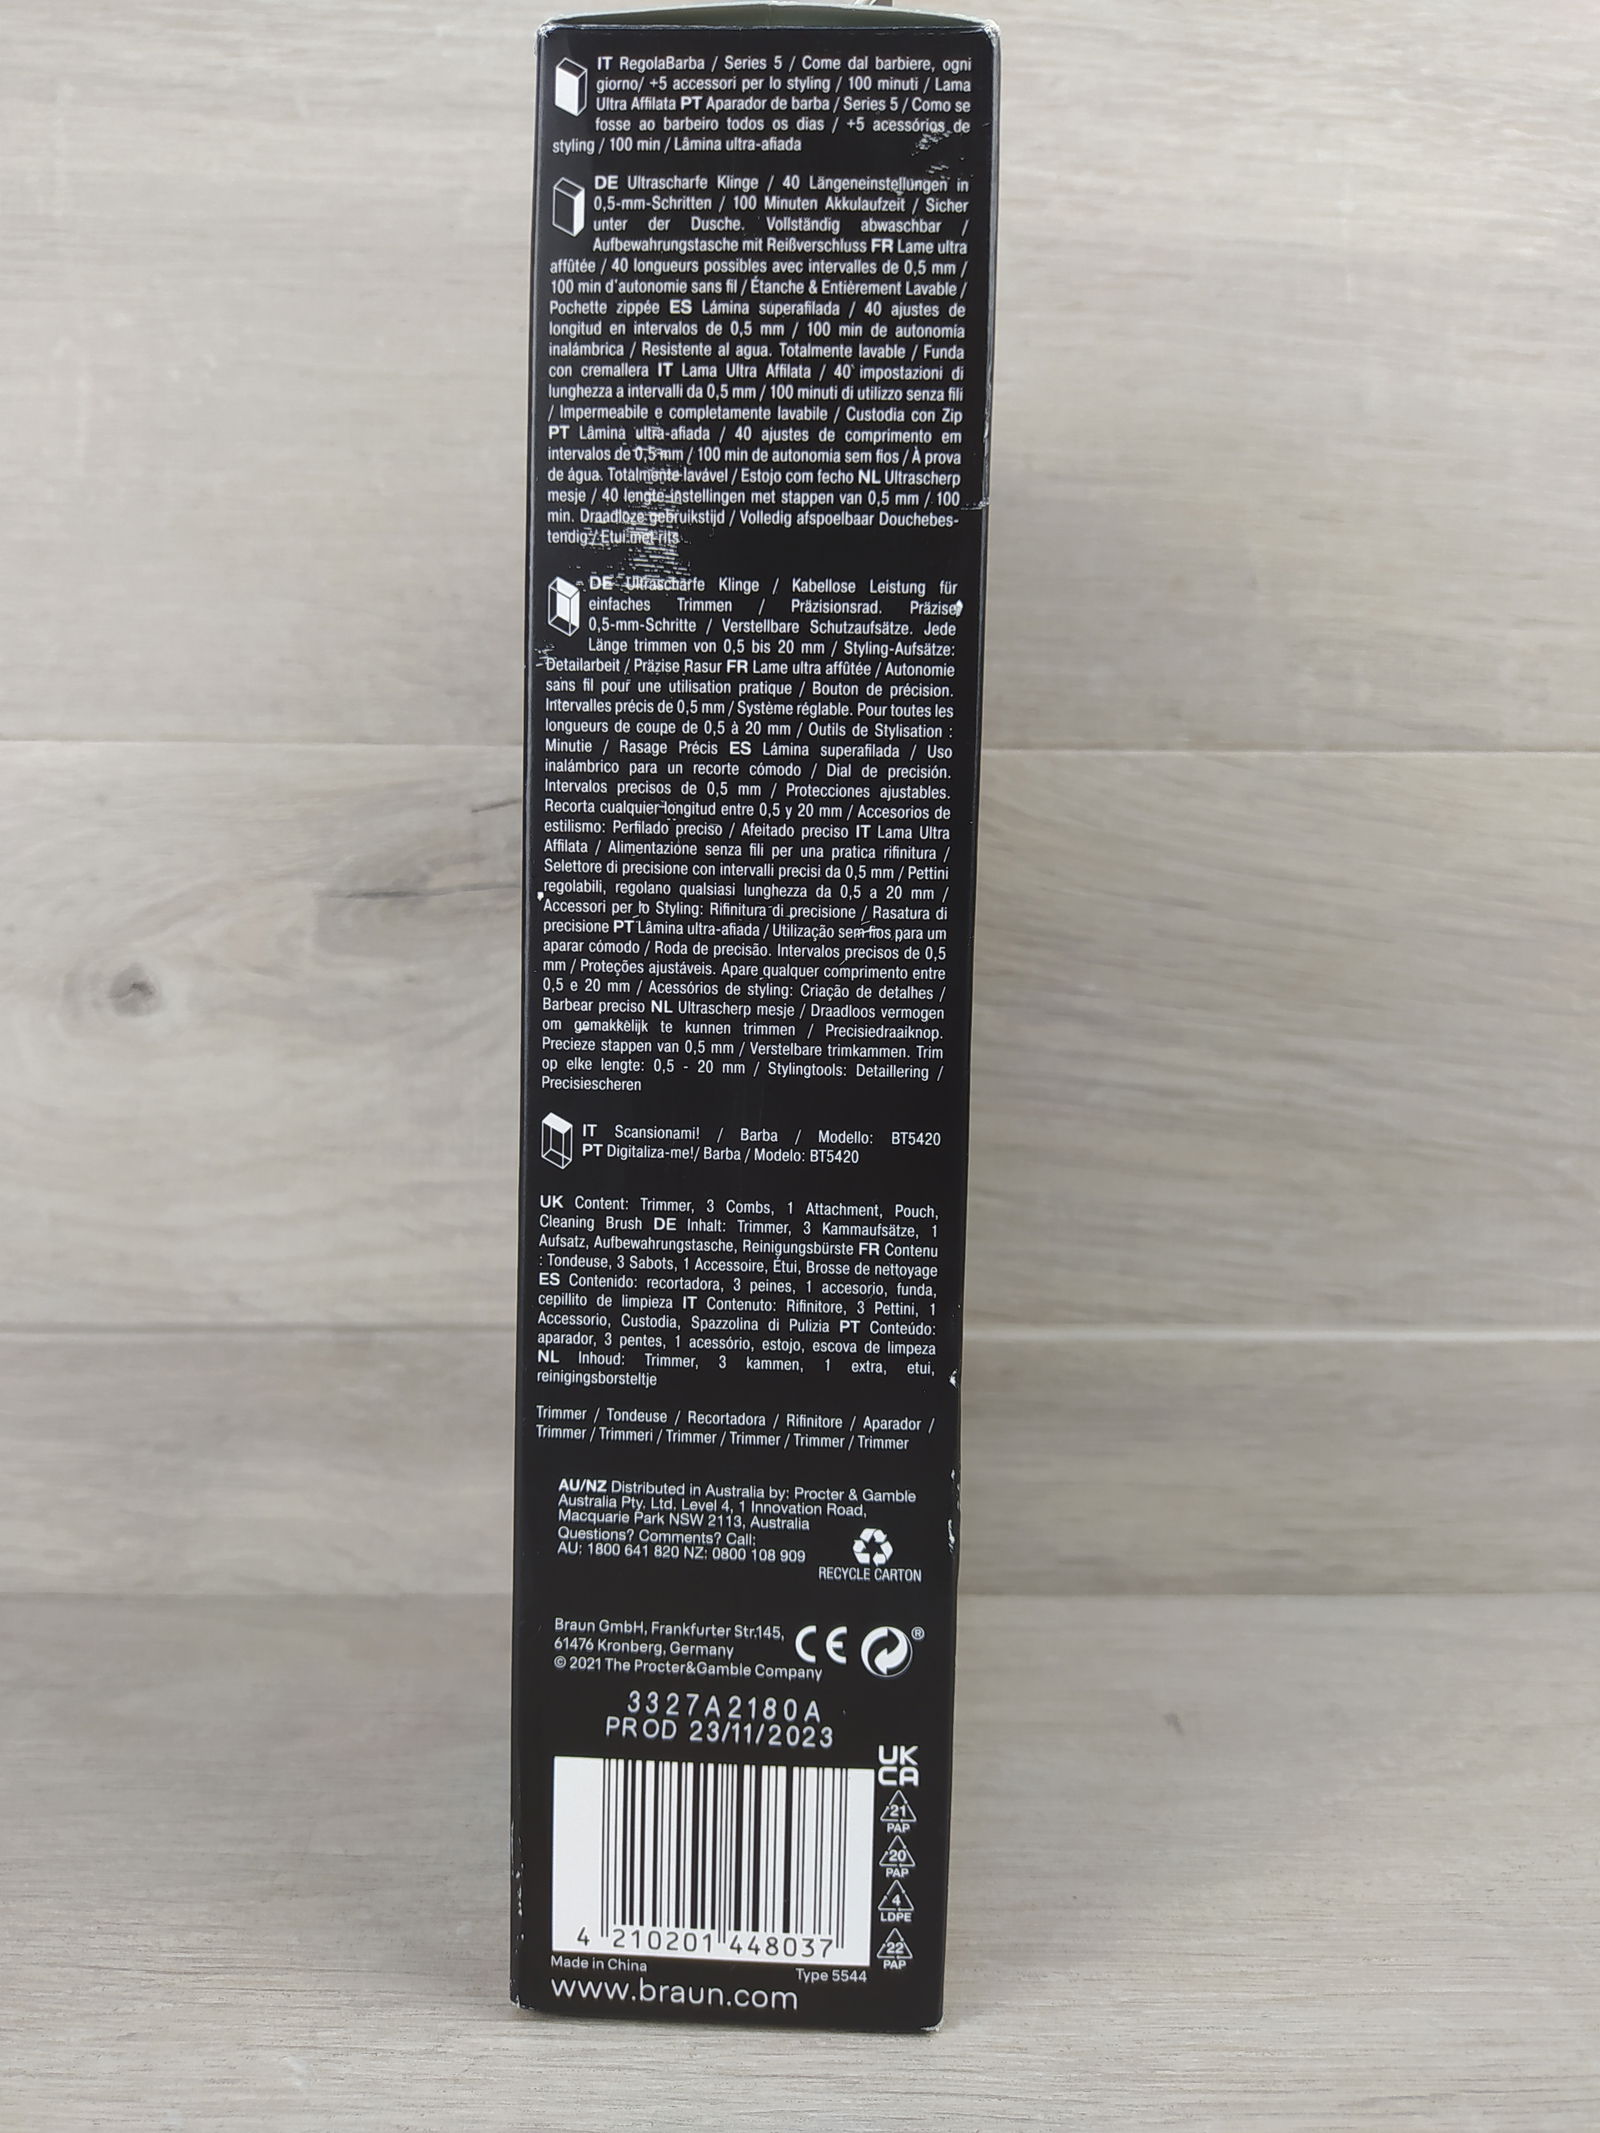 IT RegolaBarba / Series 5 / Come dal barbiere, ogni
giorno/ +5 accessori per lo styling / 100 minuti / Lama
Ultra Affilata PT Aparador de barba / Series 5 / Como se
fosse ao barbeiro todos os dias / +5 acessórios de
styling / 100 min / Lâmina ultra-afiada
DE Ultrascharfe Klinge / 40 Längeneinstellungen in
0,5-mm-Schritten / 100 Minuten Akkulaufzeit / Sicher
unter der Dusche. Vollständig abwaschbar /
Aufbewahrungstasche mit Reißverschluss FR Lame ultra
affûtée / 40 longueurs possibles avec intervalles de 0,5 mm /
100 min d'autonomie sans fil / Étanche & Entièrement Lavable /
Pochette zippée ES Lámina superafilada / 40 ajustes de
longitud en intervalos de 0,5 mm / 100 min de autonomía
inalámbrica / Resistente al agua. Totalmente lavable / Funda
con cremallera IT Lama Ultra Affilata / 40 impostazioni di
lunghezza a intervalli da 0,5 mm / 100 minuti di utilizzo senza fili
/ Impermeabile e completamente lavabile / Custodia con Zip
PT Lâmina ultra-afiada / 40 ajustes de comprimento em
intervalos de 0,5 mm / 100 min de autonomia sem fios / À prova
de água. Totalmente lavável / Estojo com fecho NL Ultrascherp
mesje / 40 lengte-instellingen met stappen van 0,5 mm / 100
min. Draadloze gebruikstijd / Volledig afspoelbaar Douchebes-
tendig / Etui met rits
DE Ultrascharfe Klinge / Kabellose Leistung für
einfaches Trimmen / Präzisionsrad. Präzise
0,5-mm-Schritte / Verstellbare Schutzaufsätze. Jede
Länge trimmen von 0,5 bis 20 mm / Styling-Aufsätze:
Detailarbeit / Präzise Rasur FR Lame ultra affûtée / Autonomie
sans fil pour une utilisation pratique / Bouton de précision.
Intervalles précis de 0,5 mm / Système réglable. Pour toutes les
longueurs de coupe de 0,5 à 20 mm / Outils de Stylisation :
Minutie / Rasage Précis ES Lámina superafilada / Uso
inalámbrico para un recorte cómodo / Dial de precisión.
Intervalos precisos de 0,5 mm / Protecciones ajustables.
Recorta cualquier longitud entre 0,5 y 20 mm / Accesorios de
estilismo: Perfilado preciso / Afeitado preciso IT Lama Ultra
Affilata / Alimentazione senza fili per una pratica rifinitura /
Selettore di precisione con intervalli precisi da 0,5 mm / Pettini
regolabili, regolano qualsiasi lunghezza da 0,5 a 20 mm /
Accessori per lo Styling: Rifinitura di precisione / Rasatura di
precisione PT Lâmina ultra-afiada / Utilização sem fios para um
aparar cómodo / Roda de precisão. Intervalos precisos de 0,5
mm / Proteções ajustáveis. Apare qualquer comprimento entre
0,5 e 20 mm / Acessórios de styling: Criação de detalhes /
Barbear preciso NL Ultrascherp mesje / Draadloos vermogen
om gemakkelijk te kunnen trimmen / Precisiedraaiknop.
Precieze stappen van 0,5 mm / Verstelbare trimkammen. Trim
op elke lengte: 0,5 - 20 mm / Stylingtools: Detaillering /
Precisiescheren
IT Scansionami! / Barba / Modello: BT5420
PT Digitaliza-me!/ Barba / Modelo: BT5420
UK Content: Trimmer, 3 Combs, 1 Attachment, Pouch,
Cleaning Brush DE Inhalt: Trimmer, 3 Kammaufsätze, 1
Aufsatz, Aufbewahrungstasche, Reinigungsbürste FR Contenu
: Tondeuse, 3 Sabots, 1 Accessoire, Étui, Brosse de nettoyage
ES Contenido: recortadora, 3 peines, 1 accesorio, funda,
cepillito de limpieza IT Contenuto: Rifinitore, 3 Pettini, 1
Accessorio, Custodia, Spazzolina di Pulizia PT Conteúdo:
aparador, 3 pentes, 1 acessório, estojo, escova de limpeza
NL Inhoud: Trimmer, 3 kammen, 1 extra, etui,
reinigingsborsteltje
Trimmer / Tondeuse / Recortadora / Rifinitore / Aparador /
Trimmer / Trimmeri / Trimmer / Trimmer / Trimmer / Trimmer
AU/NZ Distributed in Australia by: Procter & Gamble
Australia Pty. Ltd. Level 4, 1 Innovation Road,
Macquarie Park NSW 2113, Australia
Questions? Comments? Call:
AU: 1800 641 820 NZ: 0800 108 909
RECYCLE CARTON
Braun GmbH, Frankfurter Str.145,
61476 Kronberg, Germany
© 2021 The Procter&Gamble Company
CE ®
3327A2180A
PROD 23/11/2023
UK
CA
21
PAP
20
PAP
4
LDPE
22
PAP
4 210201 448037
Made in China
Type 5544
www.braun.com